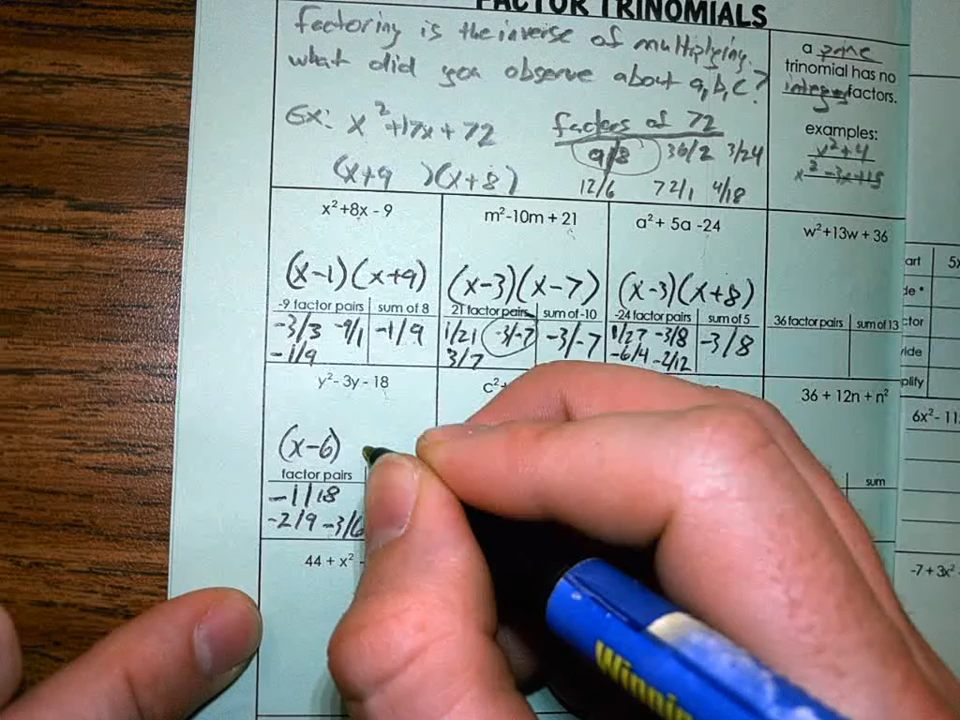 FACTOR TRINOMIALS
factoring is the inverse of multiplying.
what did you observe about a, b, c?
a prime
trinomial has no
integer factors.
examples:
x²+4
x²-3x+15
Ex: x²+17x+72
factors of 72
9/8 36/2 3/24
12/6 72/1 4/18
(x+9 )(x+8)
x²+8x - 9
(x-1)(x+9)
-9 factor pairs sum of 8
-3/3 -9/1 -1/9
-1/9
m²-10m + 21
(x-3)(x-7)
21 factor pairs sum of -10
1/21 -3/-7 -3/-7
3/7
a²+ 5a -24
(x-3)(x+8)
-24 factor pairs sum of 5
-3/8 -3/8
-6/4 -2/12
w²+13w + 36
36 factor pairs sum of 13
y²- 3y - 18
(x-6)
factor pairs
-1/18
-2/9 -3/6
c²+
36 + 12n + n²
sum
44 + x² -
5x
6x²- 11
-7 + 3x²